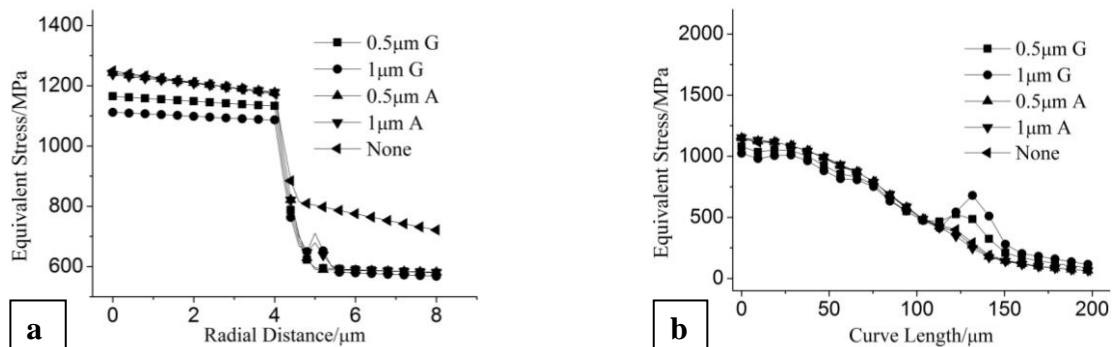 1400
1200
1000
800
600
Equivalent Stress/MPa
0.5μm G
1μm G
0.5μm A
1μm A
None
0 2 4 6 8
Radial Distance/μm
a
2000
1500
1000
500
0
Equivalent Stress/MPa
0.5μm G
1μm G
0.5μm A
1μm A
None
0 50 100 150 200
Curve Length/μm
b